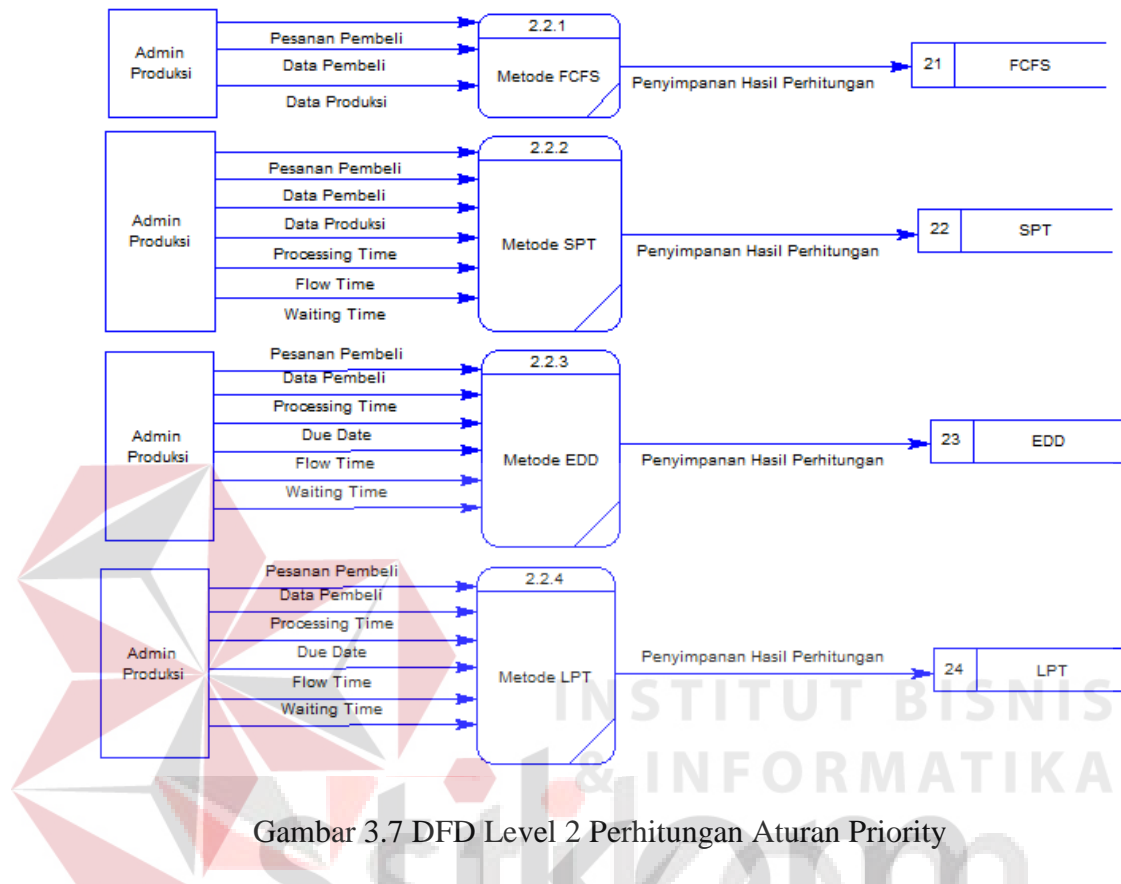 Admin
Produksi
Pesanan Pembeli
Data Pembeli
Data Produksi
2.2.1
Metode FCFS
Penyimpanan Hasil Perhitungan
21
FCFS
Admin
Produksi
Pesanan Pembeli
Data Pembeli
Data Produksi
Processing Time
Flow Time
Waiting Time
2.2.2
Metode SPT
Penyimpanan Hasil Perhitungan
22
SPT
Admin
Produksi
Pesanan Pembeli
Data Pembeli
Processing Time
Due Date
Flow Time
Waiting Time
2.2.3
Metode EDD
Penyimpanan Hasil Perhitungan
23
EDD
Admin
Produksi
Pesanan Pembeli
Data Pembeli
Processing Time
Due Date
Flow Time
Waiting Time
2.2.4
Metode LPT
Penyimpanan Hasil Perhitungan
24
LPT
INSTITUT BISNIS
& INFORMATIKA
stikom
Gambar 3.7 DFD Level 2 Perhitungan Aturan Priority